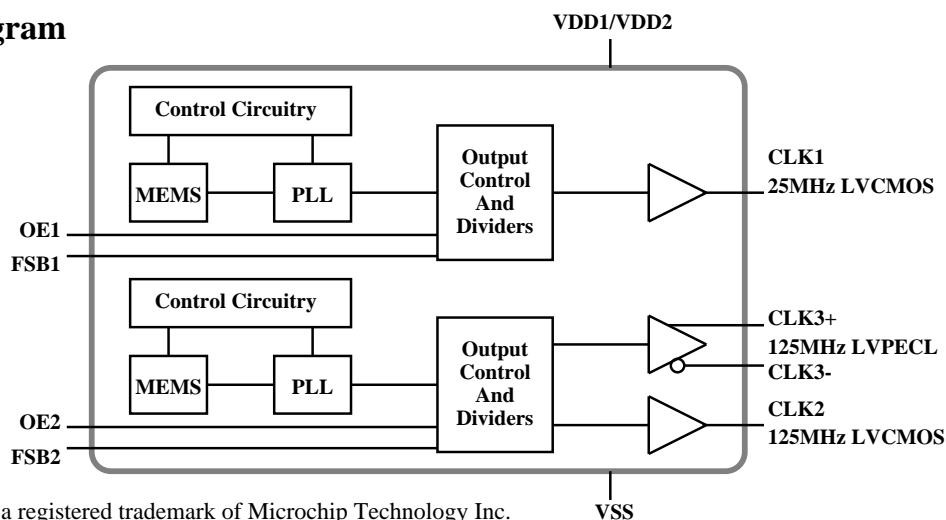 gram
VDD1/VDD2
Control Circuitry
MEMS
PLL
Output
Control
And
Dividers
CLK1
25MHz LVCMOS
OE1
FSB1
Control Circuitry
MEMS
PLL
Output
Control
And
Dividers
CLK3+
125MHz LVPECL
CLK3-
CLK2
125MHz LVCMOS
OE2
FSB2
VSS
a registered trademark of Microchip Technology Inc.